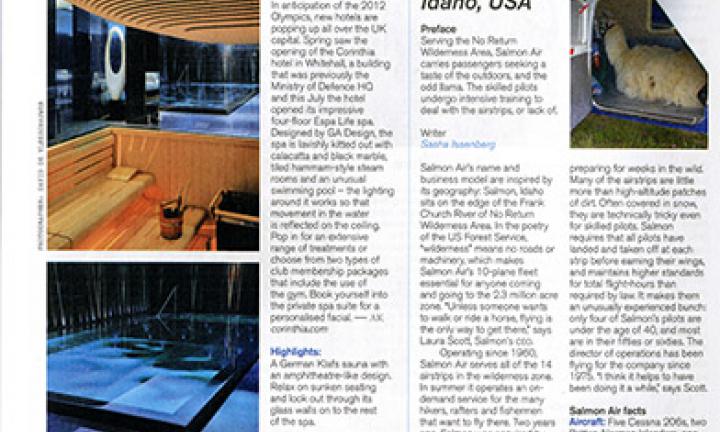 In anticipation of the 2012
Olympics, new hotels are
popping up all over the UK
capital. Spring saw the
opening of the Corinthia
hotel in Whitehall, a building
that was previously the
Ministry of Defence HQ
and this July the hotel
opened its impressive
four-floor Espa Life spa.
Designed by GA Design, the
spa is lavishly kitted out with
calacatta and black marble,
tiled hammam-style steam
rooms and an unusual
swimming pool – the lighting
around it works so that
movement in the water
is reflected on the ceiling.
Pop in for an extensive
range of treatments or
choose from two types of
club membership packages
that include the use of
the gym. Book yourself into
the private spa suite for a
personalised facial. — AK
corinthia.com
Highlights:
A German Klafs sauna with
an amphitheatre-like design.
Relax on sunken seating
and look out through its
glass walls on to the rest
of the spa.
Idaho, USA
Preface
Serving the No Return
Wilderness Area, Salmon Air
carries passengers seeking a
taste of the outdoors, and the
odd llama. The skilled pilots
undergo intensive training to
deal with the airstrips, or lack of.
Writer
Sasha Issenberg
Salmon Air's name and
business model are inspired by
its geography: Salmon, Idaho
sits on the edge of the Frank
Church River of No Return
Wilderness Area. In the poetry
of the US Forest Service,
"wilderness" means no roads or
machinery, which makes
Salmon Air's 10-plane fleet
essential for anyone coming
and going to the 2.3 million acre
zone. "Unless someone wants
to walk or ride a horse, flying is
the only way to get there," says
Laura Scott, Salmon's CEO.
Operating since 1960,
Salmon Air serves all of the 14
airstrips in the wilderness zone.
In summer it operates an on-
demand service for the many
hikers, rafters and fishermen
that want to fly there. Two years
preparing for weeks in the wild.
Many of the airstrips are little
more than high-altitude patches
of dirt. Often covered in snow,
they are technically tricky even
for skilled pilots. Salmon
requires that all pilots have
landed and taken off at each
strip before earning their wings,
and maintains higher standards
for total flight-hours than
required by law. It makes them
an unusually experienced bunch:
only four of Salmon's pilots are
under the age of 40, and most
are in their fifties or sixties. The
director of operations has been
flying for the company since
1975. "I think it helps to have
been doing it a while," says Scott.
Salmon Air facts
Aircraft: Five Cessna 206s, two